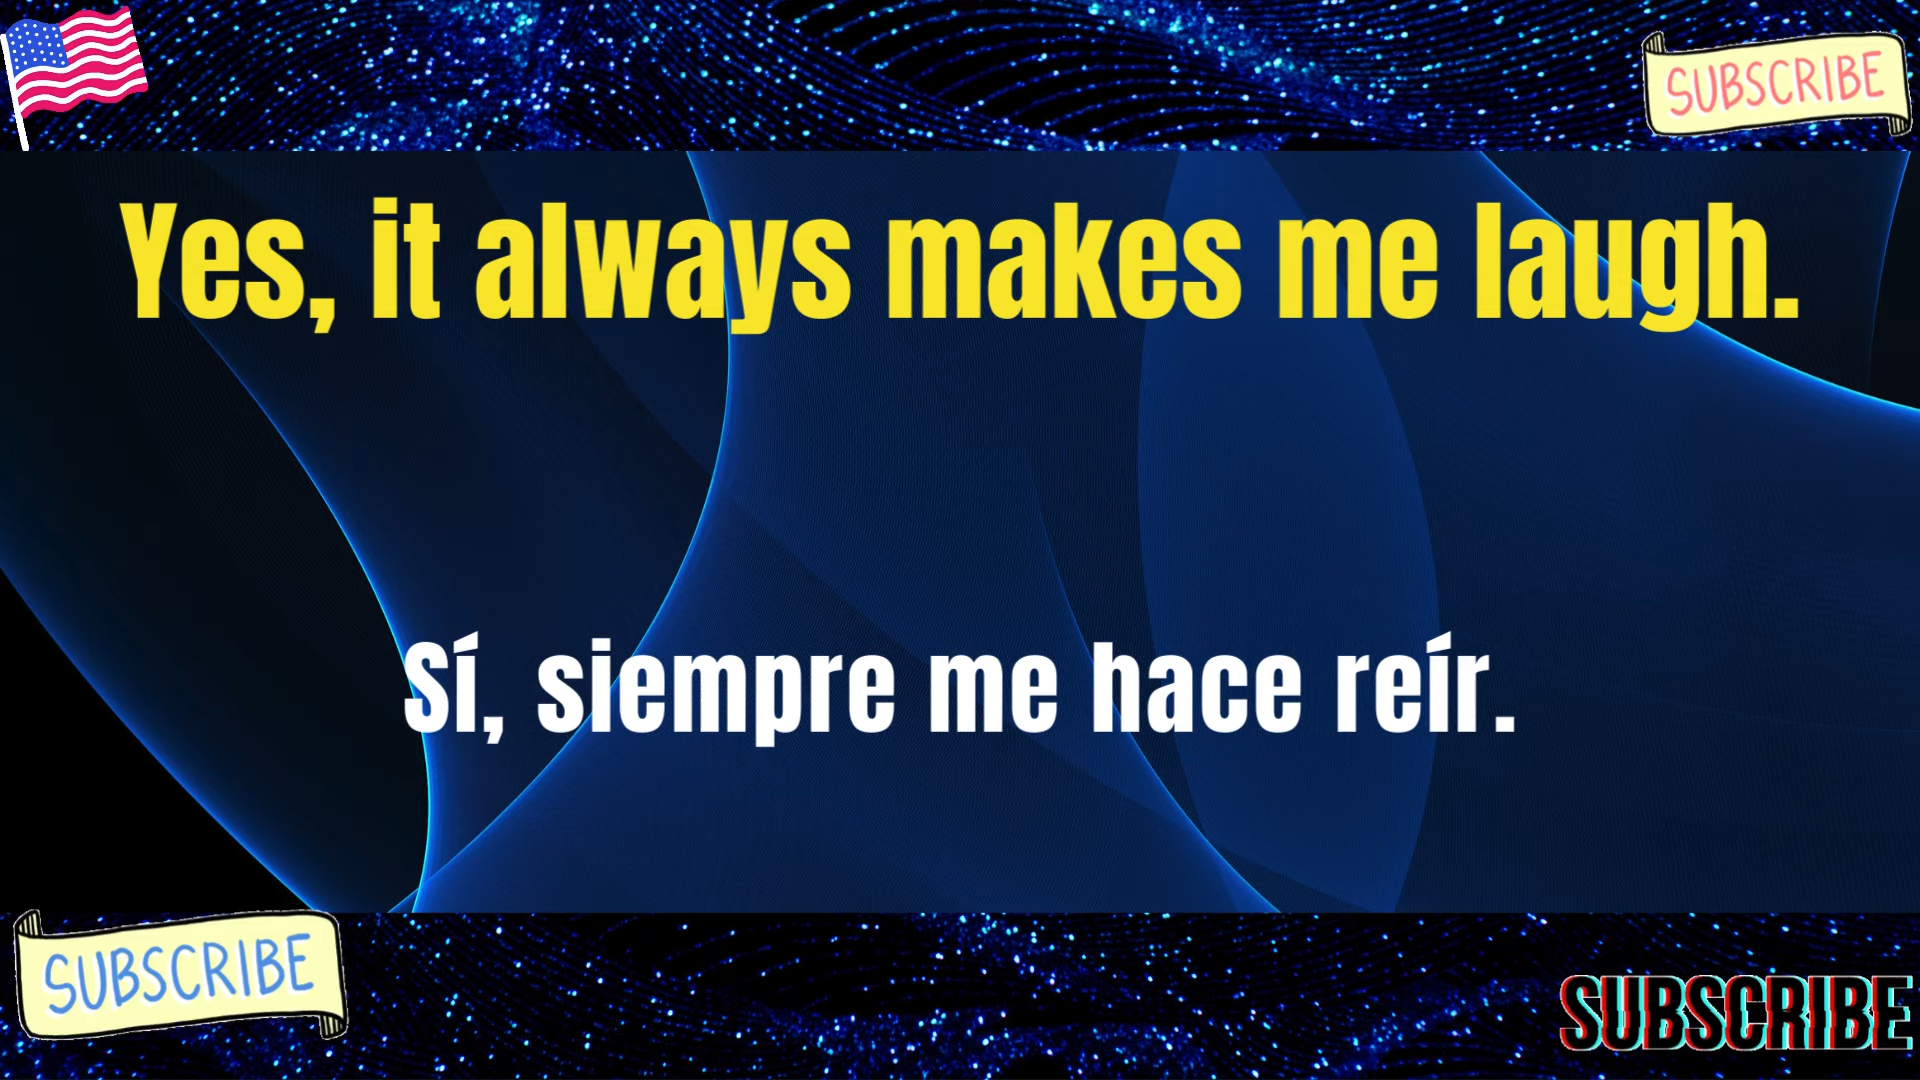 SUBSCRIBE
Yes, it always makes me laugh.
Sí, siempre me hace reír.
SUBSCRIBE
SUBSCRIBE